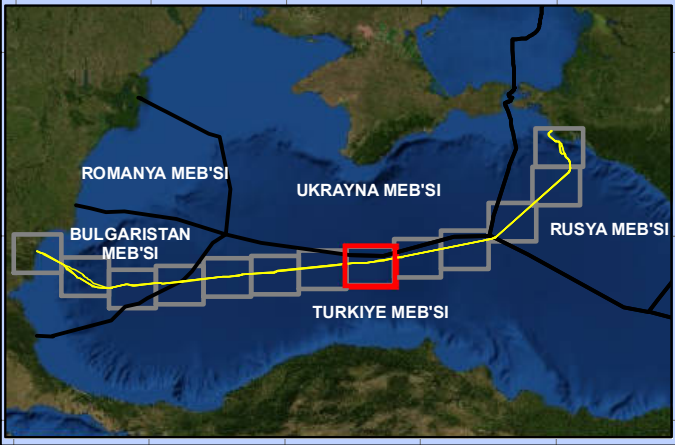 ROMANYA MEB'SI
UKRAYNA MEB'SI
BULGARISTAN
MEB'SI
RUSYA MEB'SI
TURKIYE MEB'SI